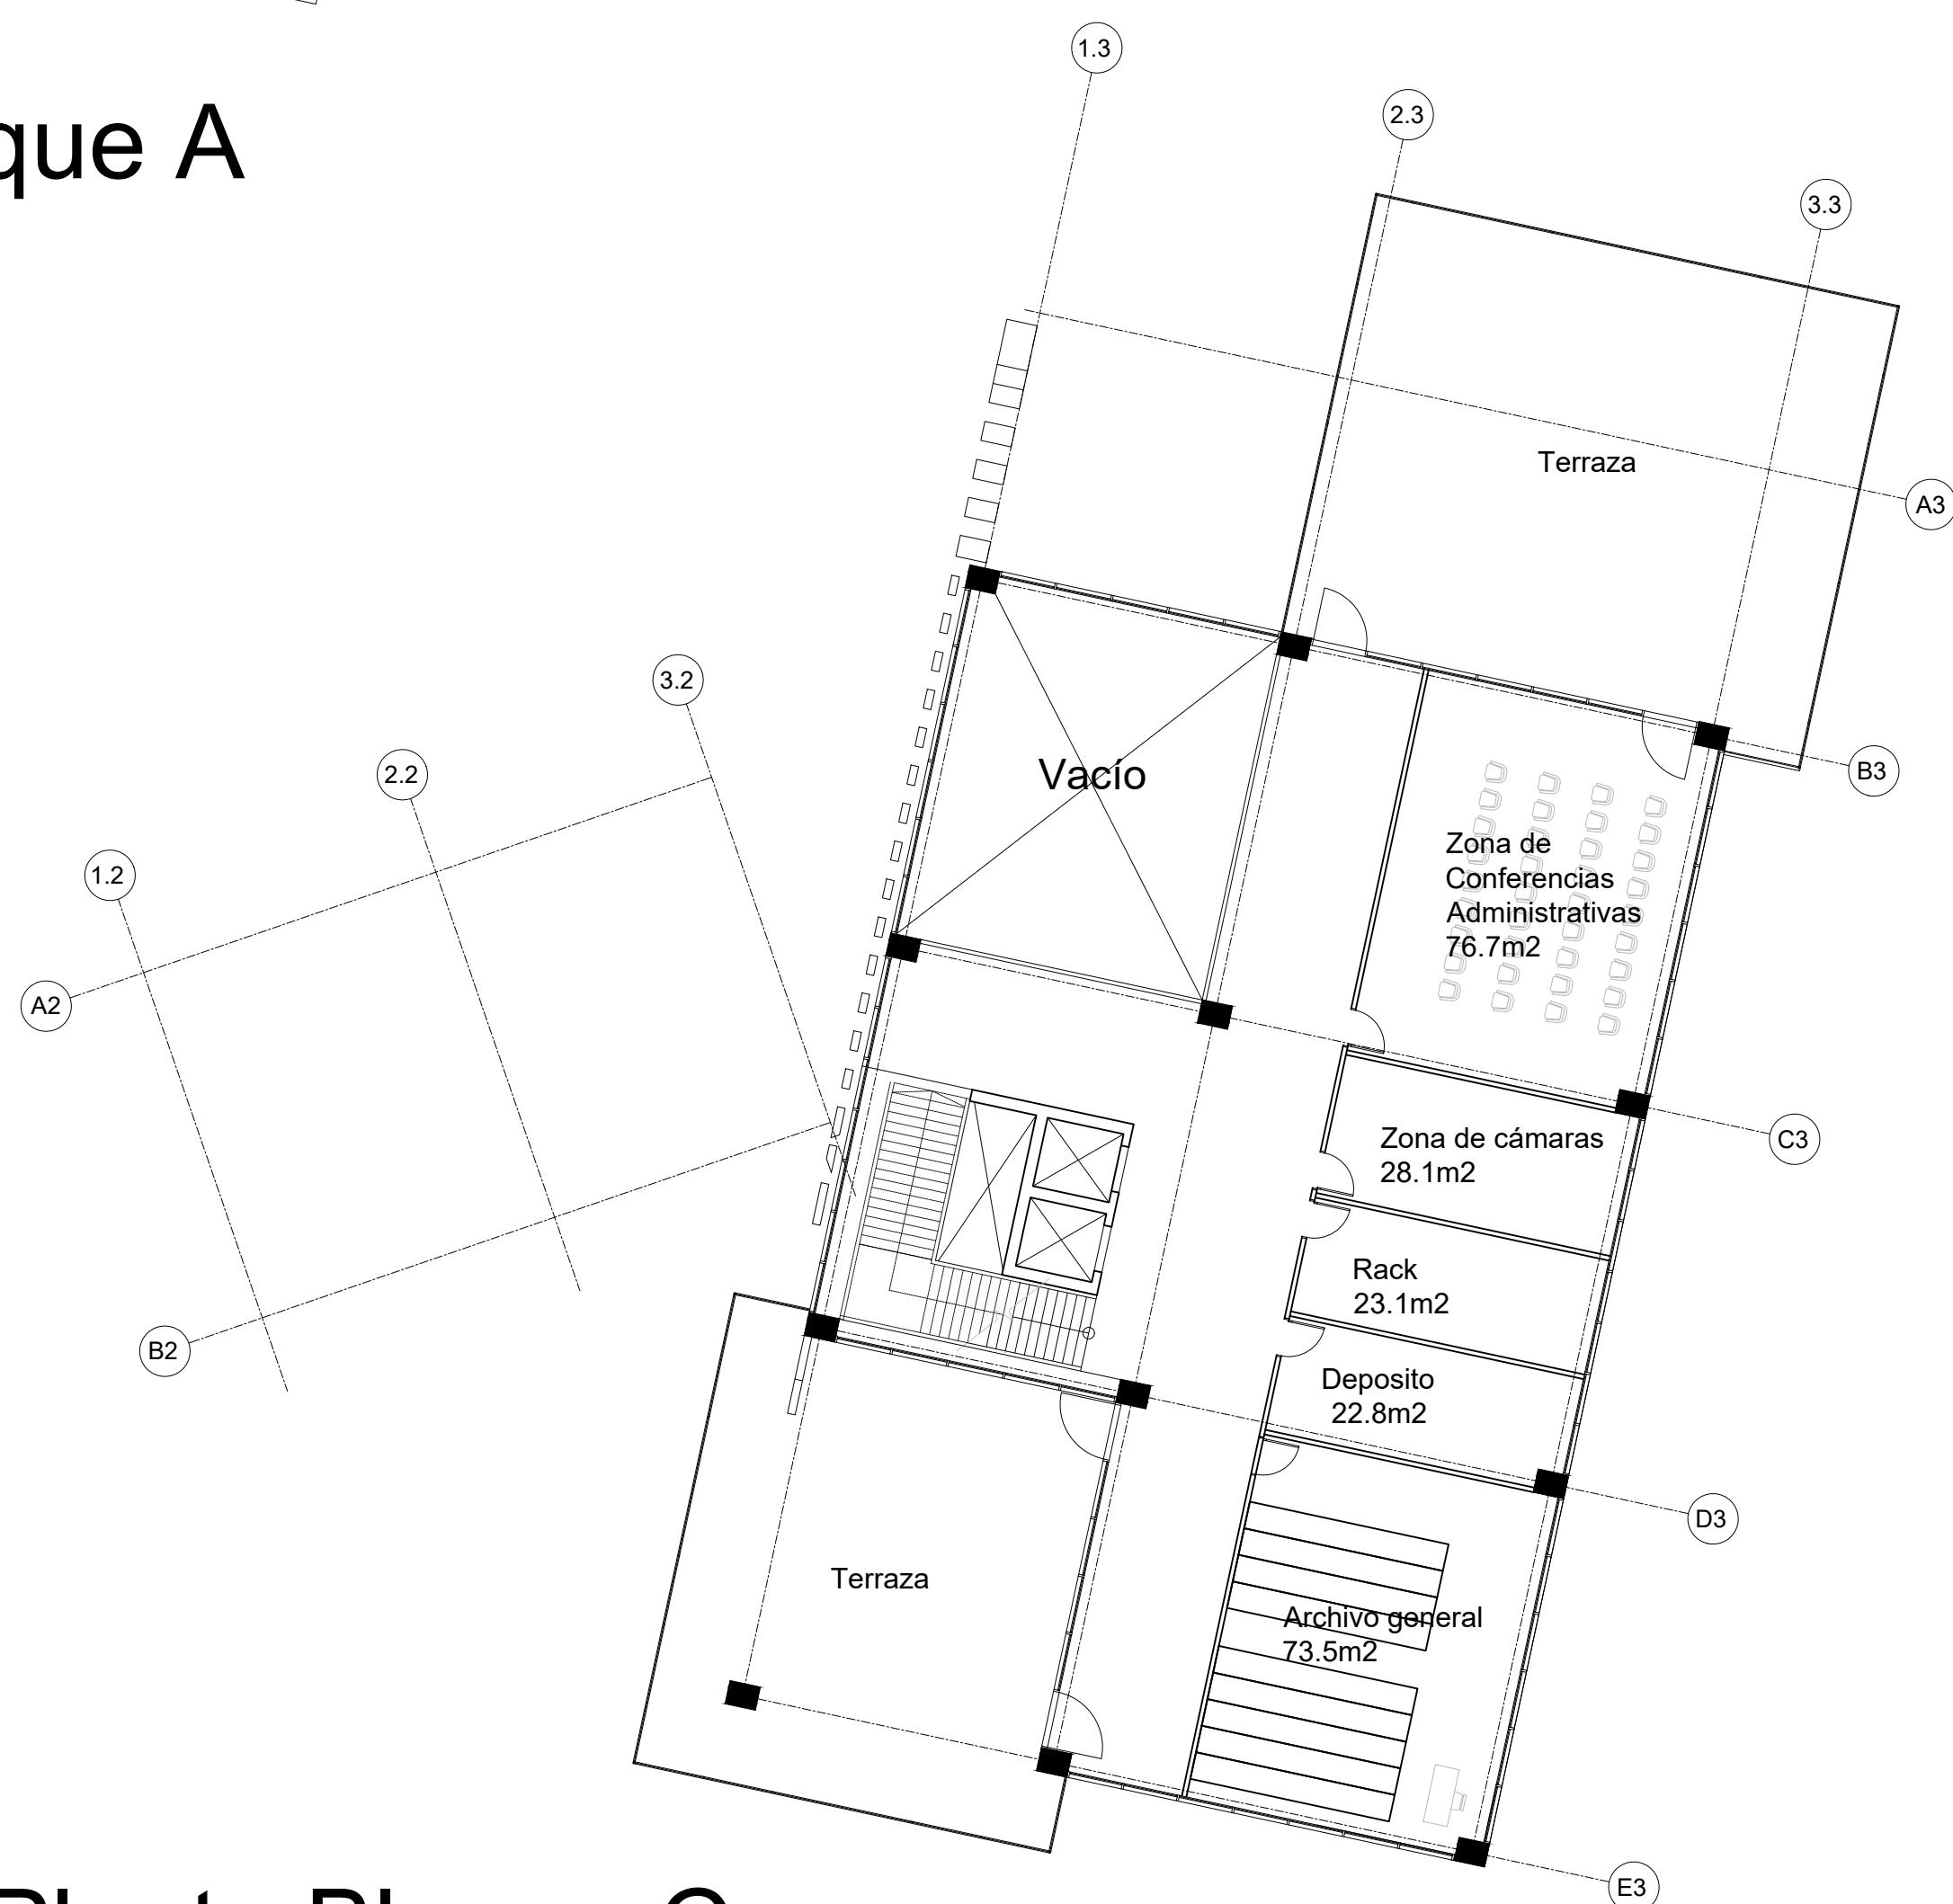 1.3
que A
2.3
3.3
Terraza
A3
3.2
Vacío
B3
2.2
Zona de
Conferencias
Administrativas
76.7m2
1.2
A2
Zona de cámaras
28.1m2
C3
Rack
23.1m2
B2
Deposito
22.8m2
D3
Terraza
Archivo general
73.5m2
E3